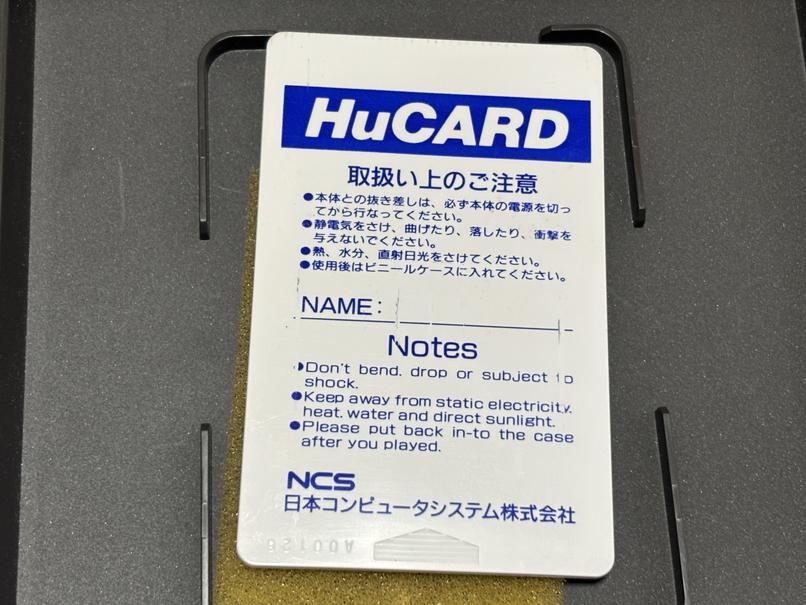 HuCARD
取扱い上のご注意
●本体との抜き差しは、必ず本体の電源を切っ
てから行なってください。
●静電気をさけ、曲げたり、落したり、衝撃を
与えないでください。
●熱、水分、直射日光をさけてください。
●使用後はビニールケースに入れてください。
NAME:
Notes
●Don't bend. drop or subject to
shock.
●Keep away from static electricity.
heat. water and direct sunlight.
●Please put back in-to the case
after you played.
NCS
日本コンピュータシステム株式会社